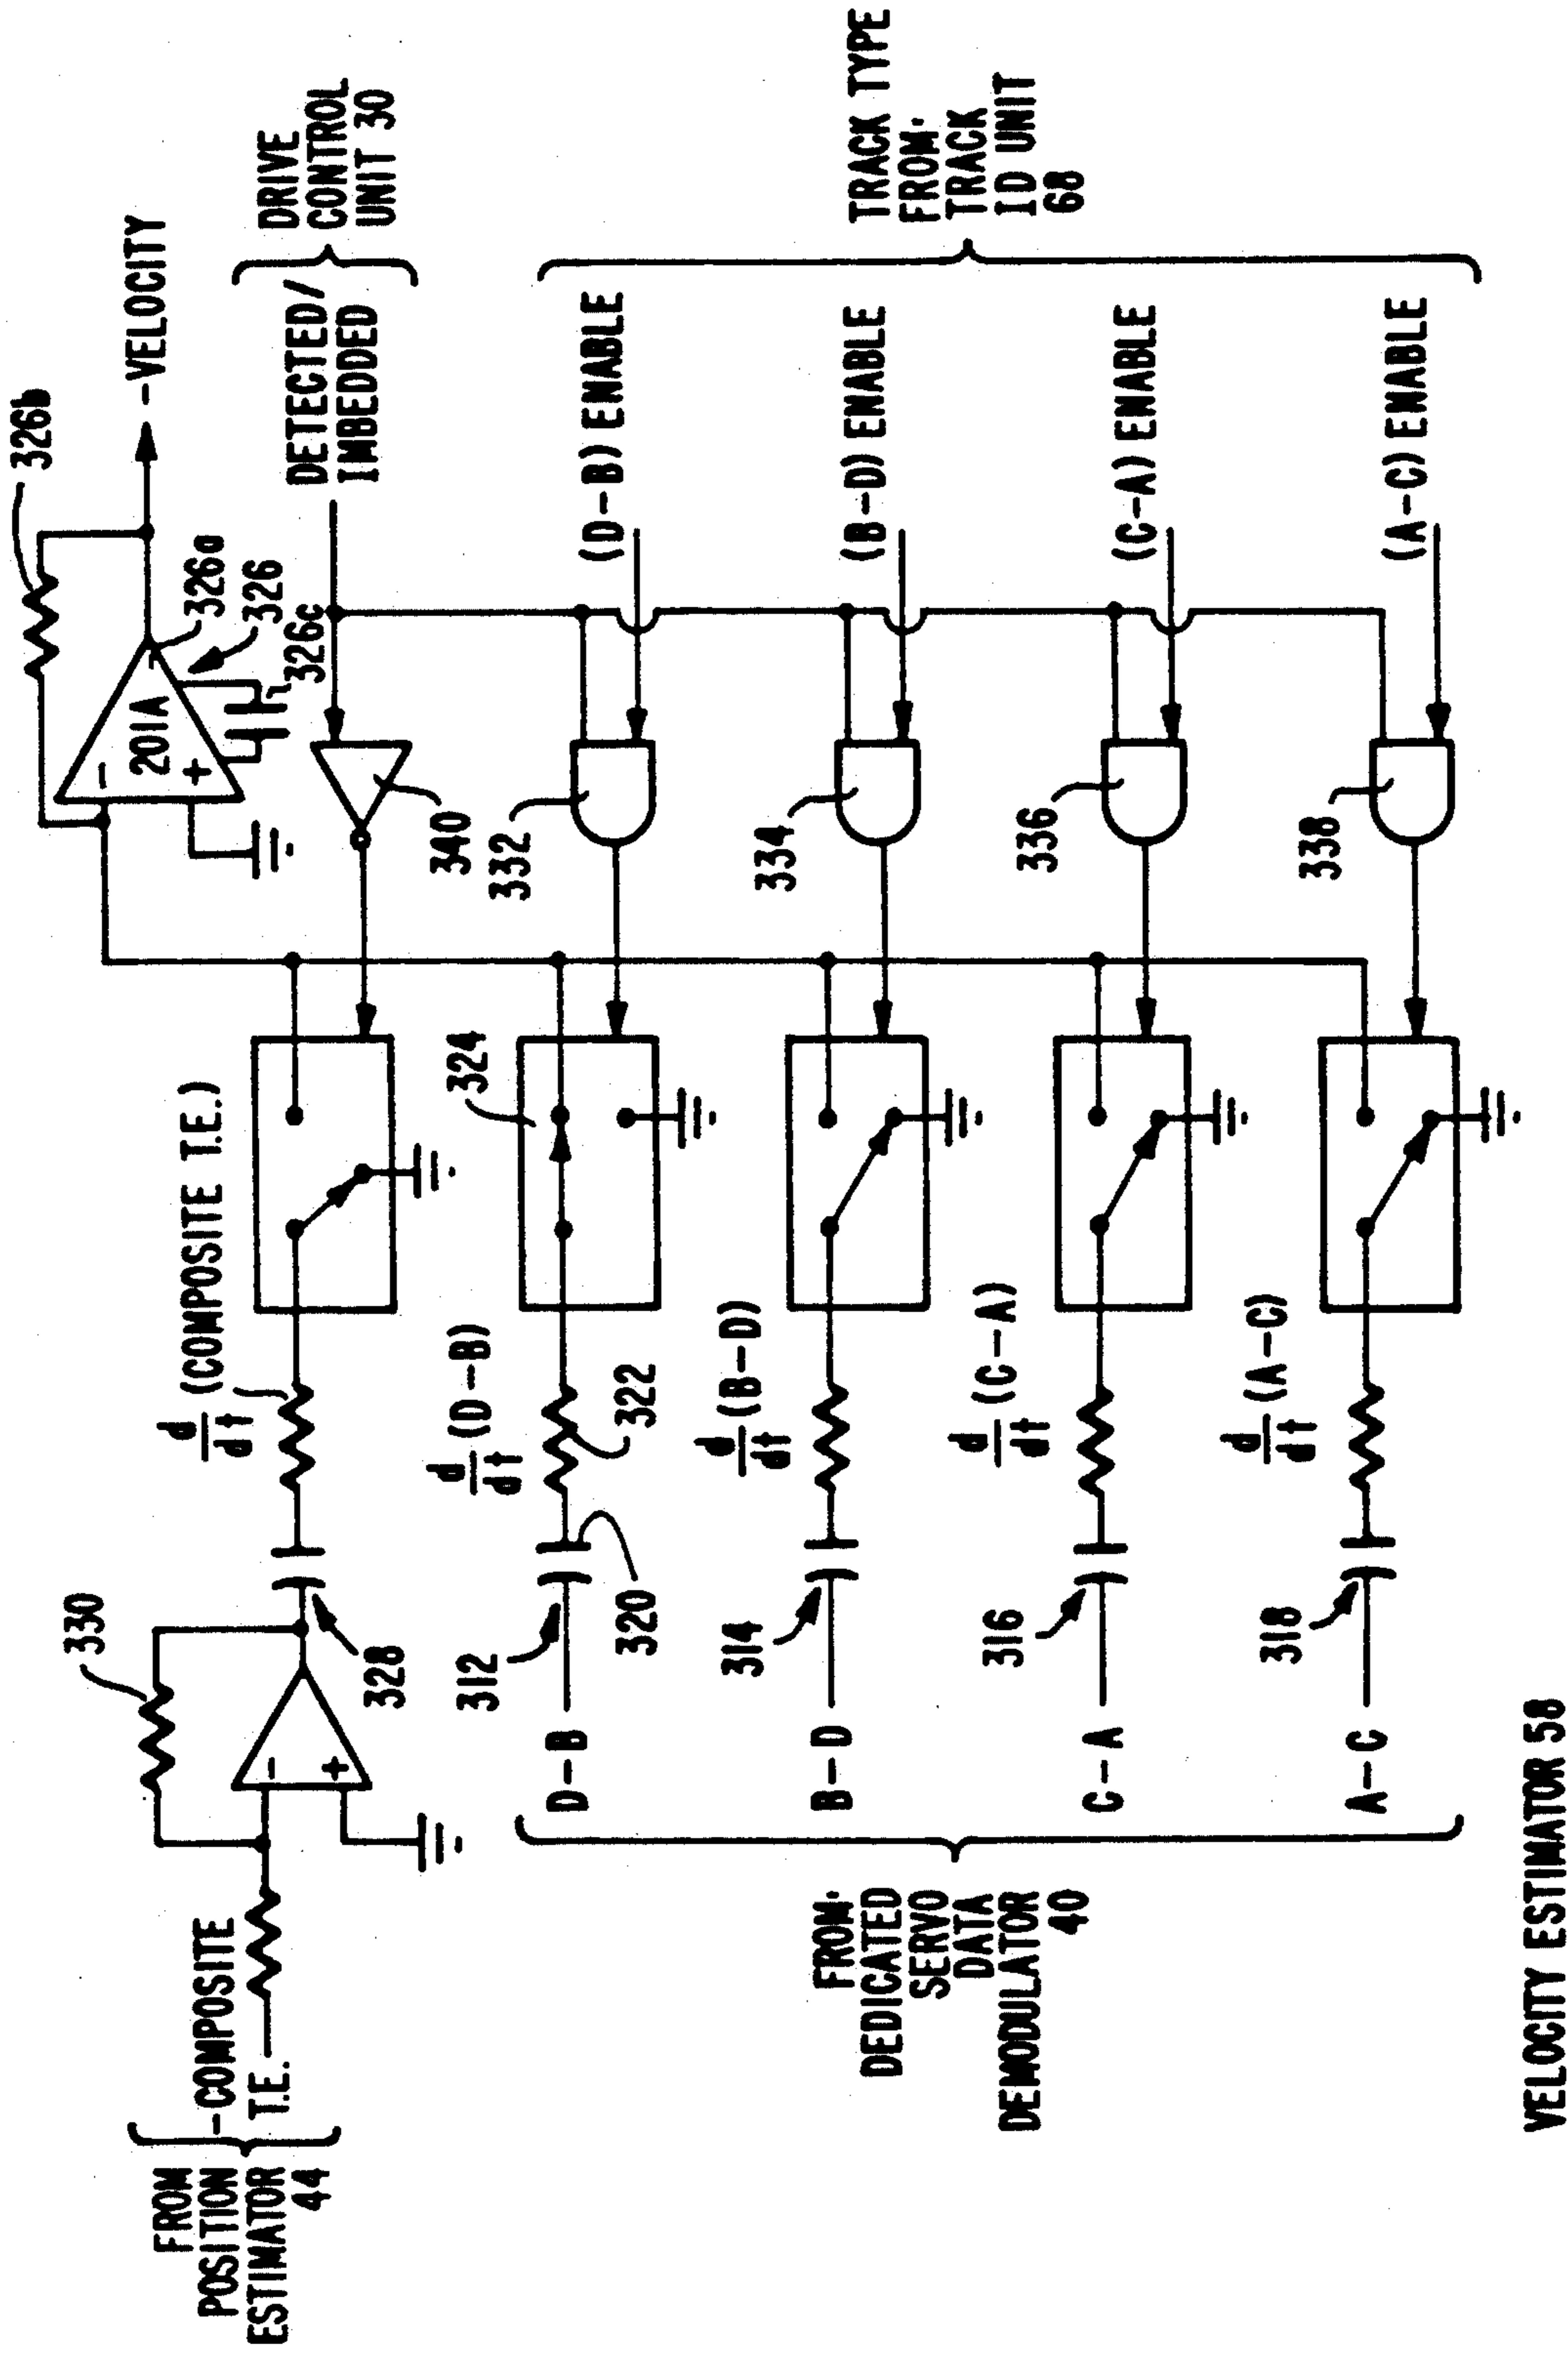 FROM
POSITION
ESTIMATOR
44
-COMPOSITE
T.E.
330
328
d/dt (COMPOSITE T.E.)
326b
-VELOCITY
201A
-
+
-
+
326a
326
326c
DETECTED/
IMBEDDED
DRIVE
CONTROL
UNIT 30
340
FROM·
DEDICATED
SERVO
DATA
DEMODULATOR
40
D-B
312
320
322
d/dt (D-B)
324
332
(D-B) ENABLE
B-D
314
d/dt (B-D)
334
(B-D) ENABLE
C-A
316
d/dt (C-A)
336
(C-A) ENABLE
A-C
318
d/dt (A-C)
338
(A-C) ENABLE
TRACK TYPE
FROM·
TRACK
ID UNIT
68
VELOCITY ESTIMATOR 58